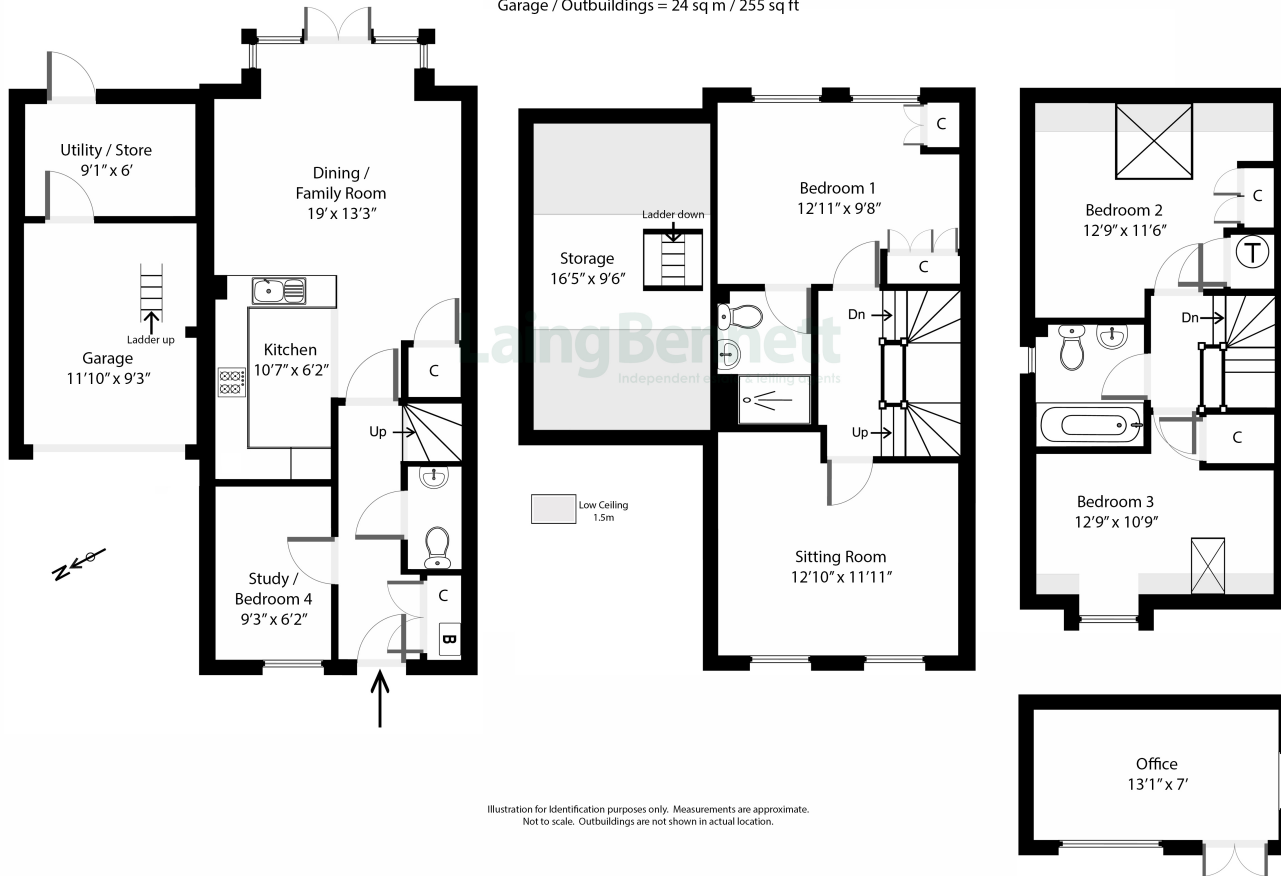 Garage / Outbuildings = 24 sq m / 255 sq ft
Utility / Store
9'1" x 6'
Dining /
Family Room
19' x 13'3"
Ladder up
Garage
11'10" x 9'3"
Kitchen
10'7" x 6'2"
C
Up
Study /
Bedroom 4
9'3" x 6'2"
C
B
N
Storage
16'5" x 9'6"
Ladder down
Bedroom 1
12'11" x 9'8"
C
C
Dn
Up
Sitting Room
12'10" x 11'11"
Low Ceiling
1.5m
LaingBennett
Independent estate & letting agents
Bedroom 2
12'9" x 11'6"
C
T
Dn
C
Bedroom 3
12'9" x 10'9"
Office
13'1" x 7'
Illustration for Identification purposes only. Measurements are approximate.
Not to scale. Outbuildings are not shown in actual location.